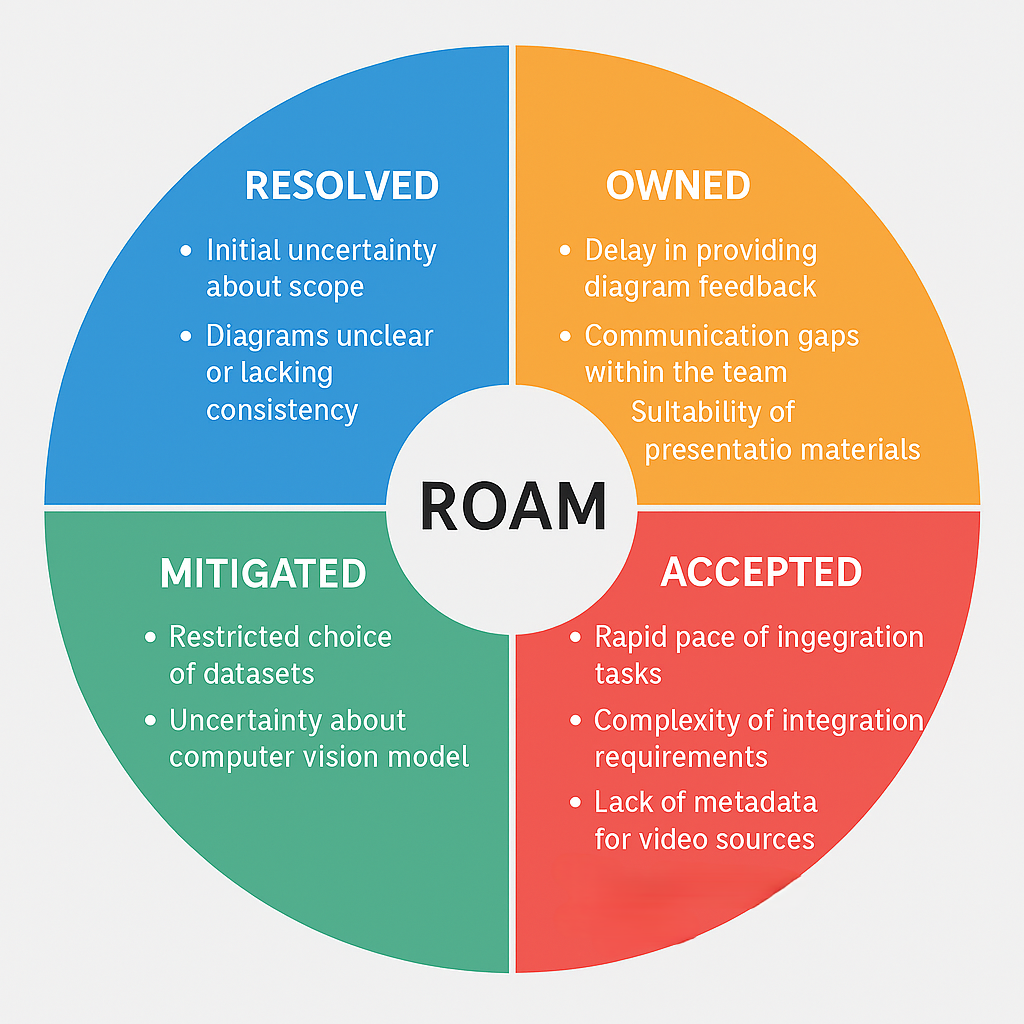 RESOLVED
• Initial uncertainty
about scope
• Diagrams unclear
or lacking
consistency
OWNED
• Delay in providing
diagram feedback
• Communication gaps
within the team
Sultability of
presentatio materials
ROAM
MITIGATED
• Restricted choice
of datasets
• Uncertainty about
computer vision model
ACCEPTED
• Rapid pace of ingegration
tasks
• Complexity of integration
requirements
• Lack of metadata
for video sources